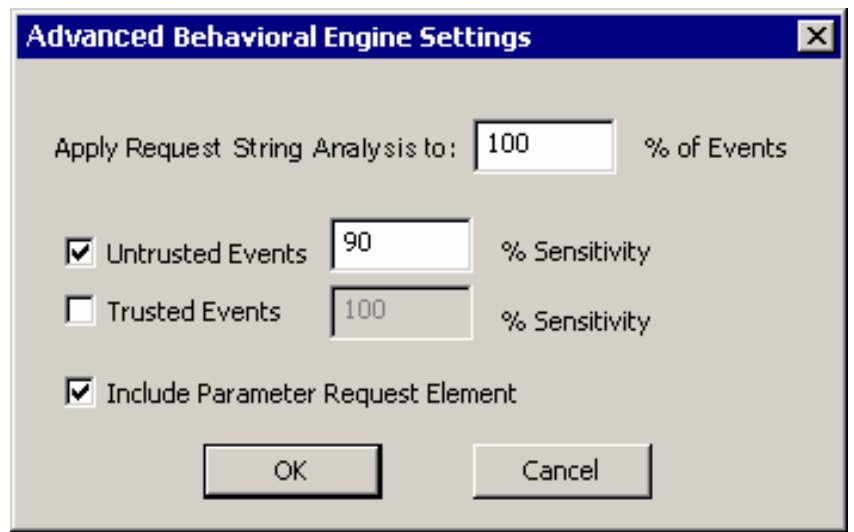 Advanced Behavioral Engine Settings
Apply Request String Analysis to: 100 % of Events
Untrusted Events 90 % Sensitivity
Trusted Events 100 % Sensitivity
Include Parameter Request Element
OK Cancel